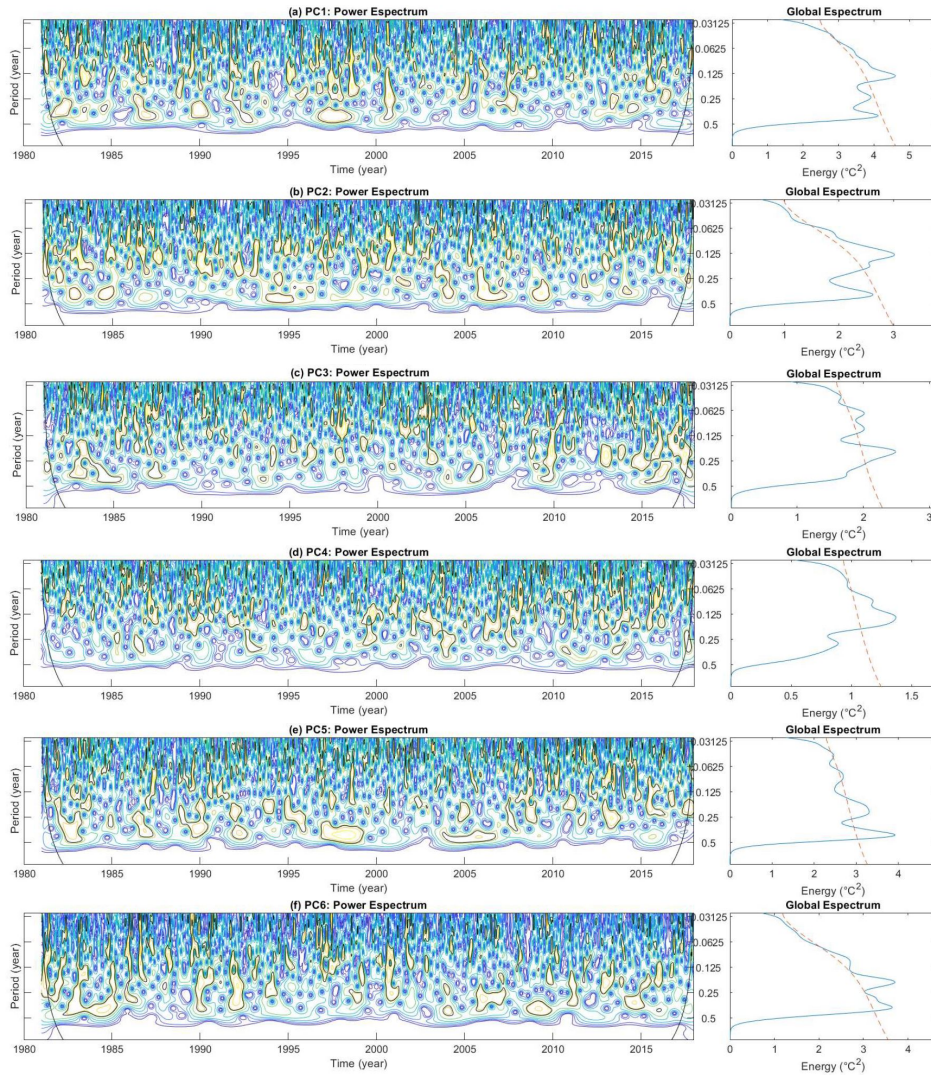 (a) PC1: Power Espectrum
Global Espectrum
Period (year)
0.03125
0.0625
0.125
0.25
0.5
1980 1985 1990 1995 2000 2005 2010 2015
0 1 2 3 4 5
Time (year)
Energy (°C²)
(b) PC2: Power Espectrum
Global Espectrum
Period (year)
0.03125
0.0625
0.125
0.25
0.5
1980 1985 1990 1995 2000 2005 2010 2015
0 1 2 3
Time (year)
Energy (°C²)
(c) PC3: Power Espectrum
Global Espectrum
Period (year)
0.03125
0.0625
0.125
0.25
0.5
1980 1985 1990 1995 2000 2005 2010 2015
0 1 2 3
Time (year)
Energy (°C²)
(d) PC4: Power Espectrum
Global Espectrum
Period (year)
0.03125
0.0625
0.125
0.25
0.5
1980 1985 1990 1995 2000 2005 2010 2015
0 0.5 1 1.5
Time (year)
Energy (°C²)
(e) PC5: Power Espectrum
Global Espectrum
Period (year)
0.03125
0.0625
0.125
0.25
0.5
1980 1985 1990 1995 2000 2005 2010 2015
0 1 2 3 4
Time (year)
Energy (°C²)
(f) PC6: Power Espectrum
Global Espectrum
Period (year)
0.03125
0.0625
0.125
0.25
0.5
1980 1985 1990 1995 2000 2005 2010 2015
0 1 2 3 4
Time (year)
Energy (°C²)